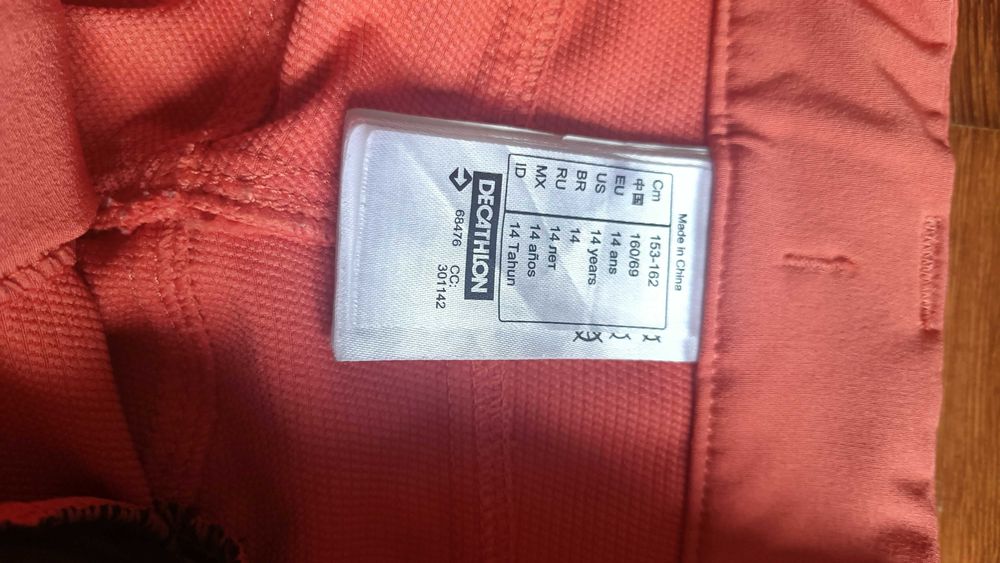 Made in China
Cm 153-162
中国 160/69
EU 14 ans
US 14 years
BR 14
RU 14 лет
MX 14 años
ID 14 Tahun
DECATHLON
68476 CC:
301142